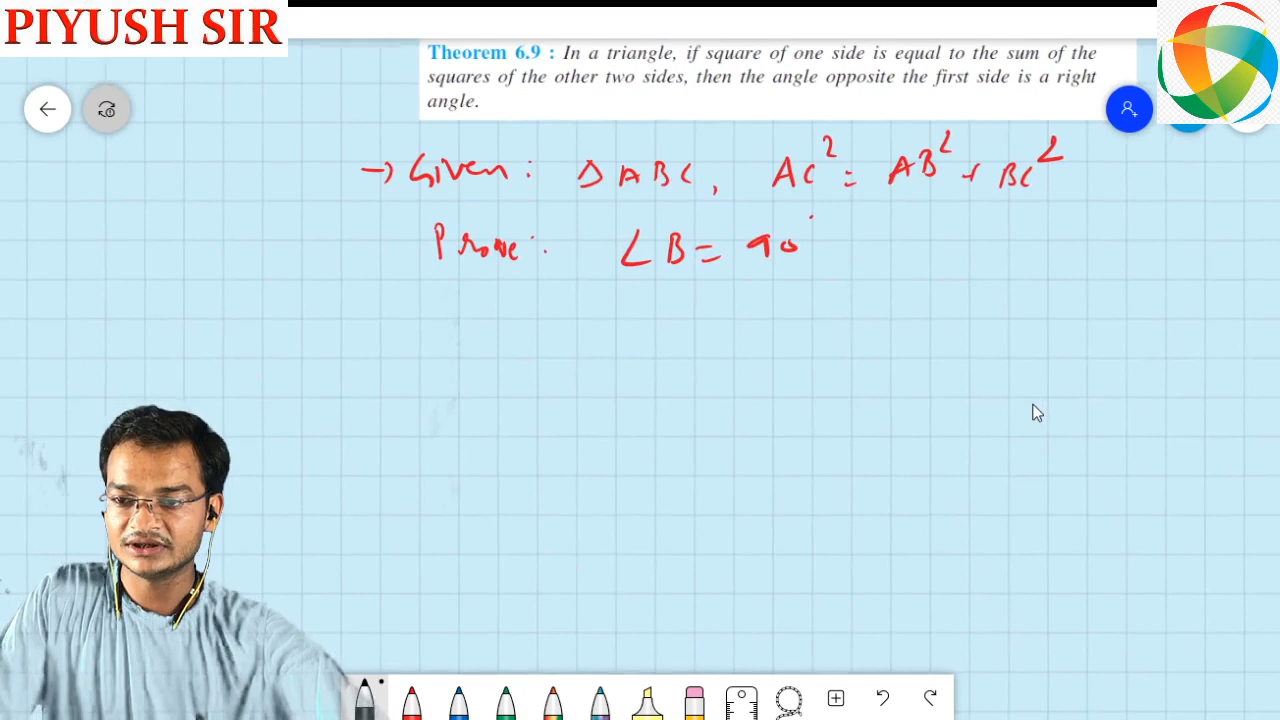 PIYUSH SIR
Theorem 6.9 : In a triangle, if square of one side is equal to the sum of the
squares of the other two sides, then the angle opposite the first side is a right
angle.
→ Given : Δ ABC, AC² = AB² + BC²
Prove : ∠B = 90°